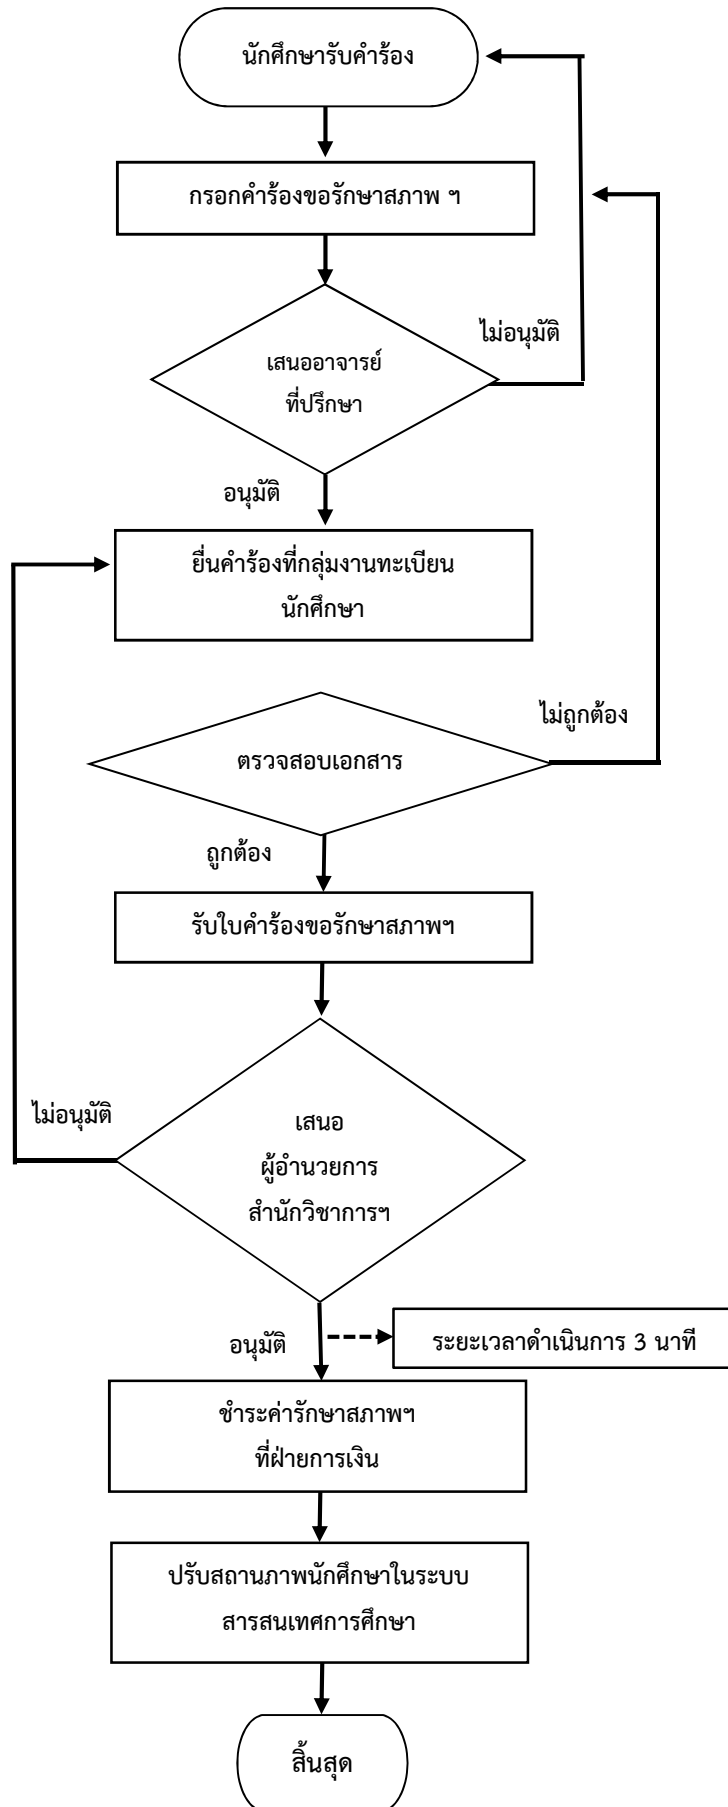 นักศึกษารับคำร้อง
กรอกคำร้องขอรักษาสภาพ ฯ
ไม่อนุมัติ
เสนออาจารย์
ที่ปรึกษา
อนุมัติ
ยื่นคำร้องที่กลุ่มงานทะเบียน
นักศึกษา
ไม่ถูกต้อง
ตรวจสอบเอกสาร
ถูกต้อง
รับใบคำร้องขอรักษาสภาพฯ
ไม่อนุมัติ
เสนอ
ผู้อำนวยการ
สำนักวิชาการฯ
อนุมัติ
ระยะเวลาดำเนินการ 3 นาที
ชำระค่ารักษาสภาพฯ
ที่ฝ่ายการเงิน
ปรับสถานภาพนักศึกษาในระบบ
สารสนเทศการศึกษา
สิ้นสุด